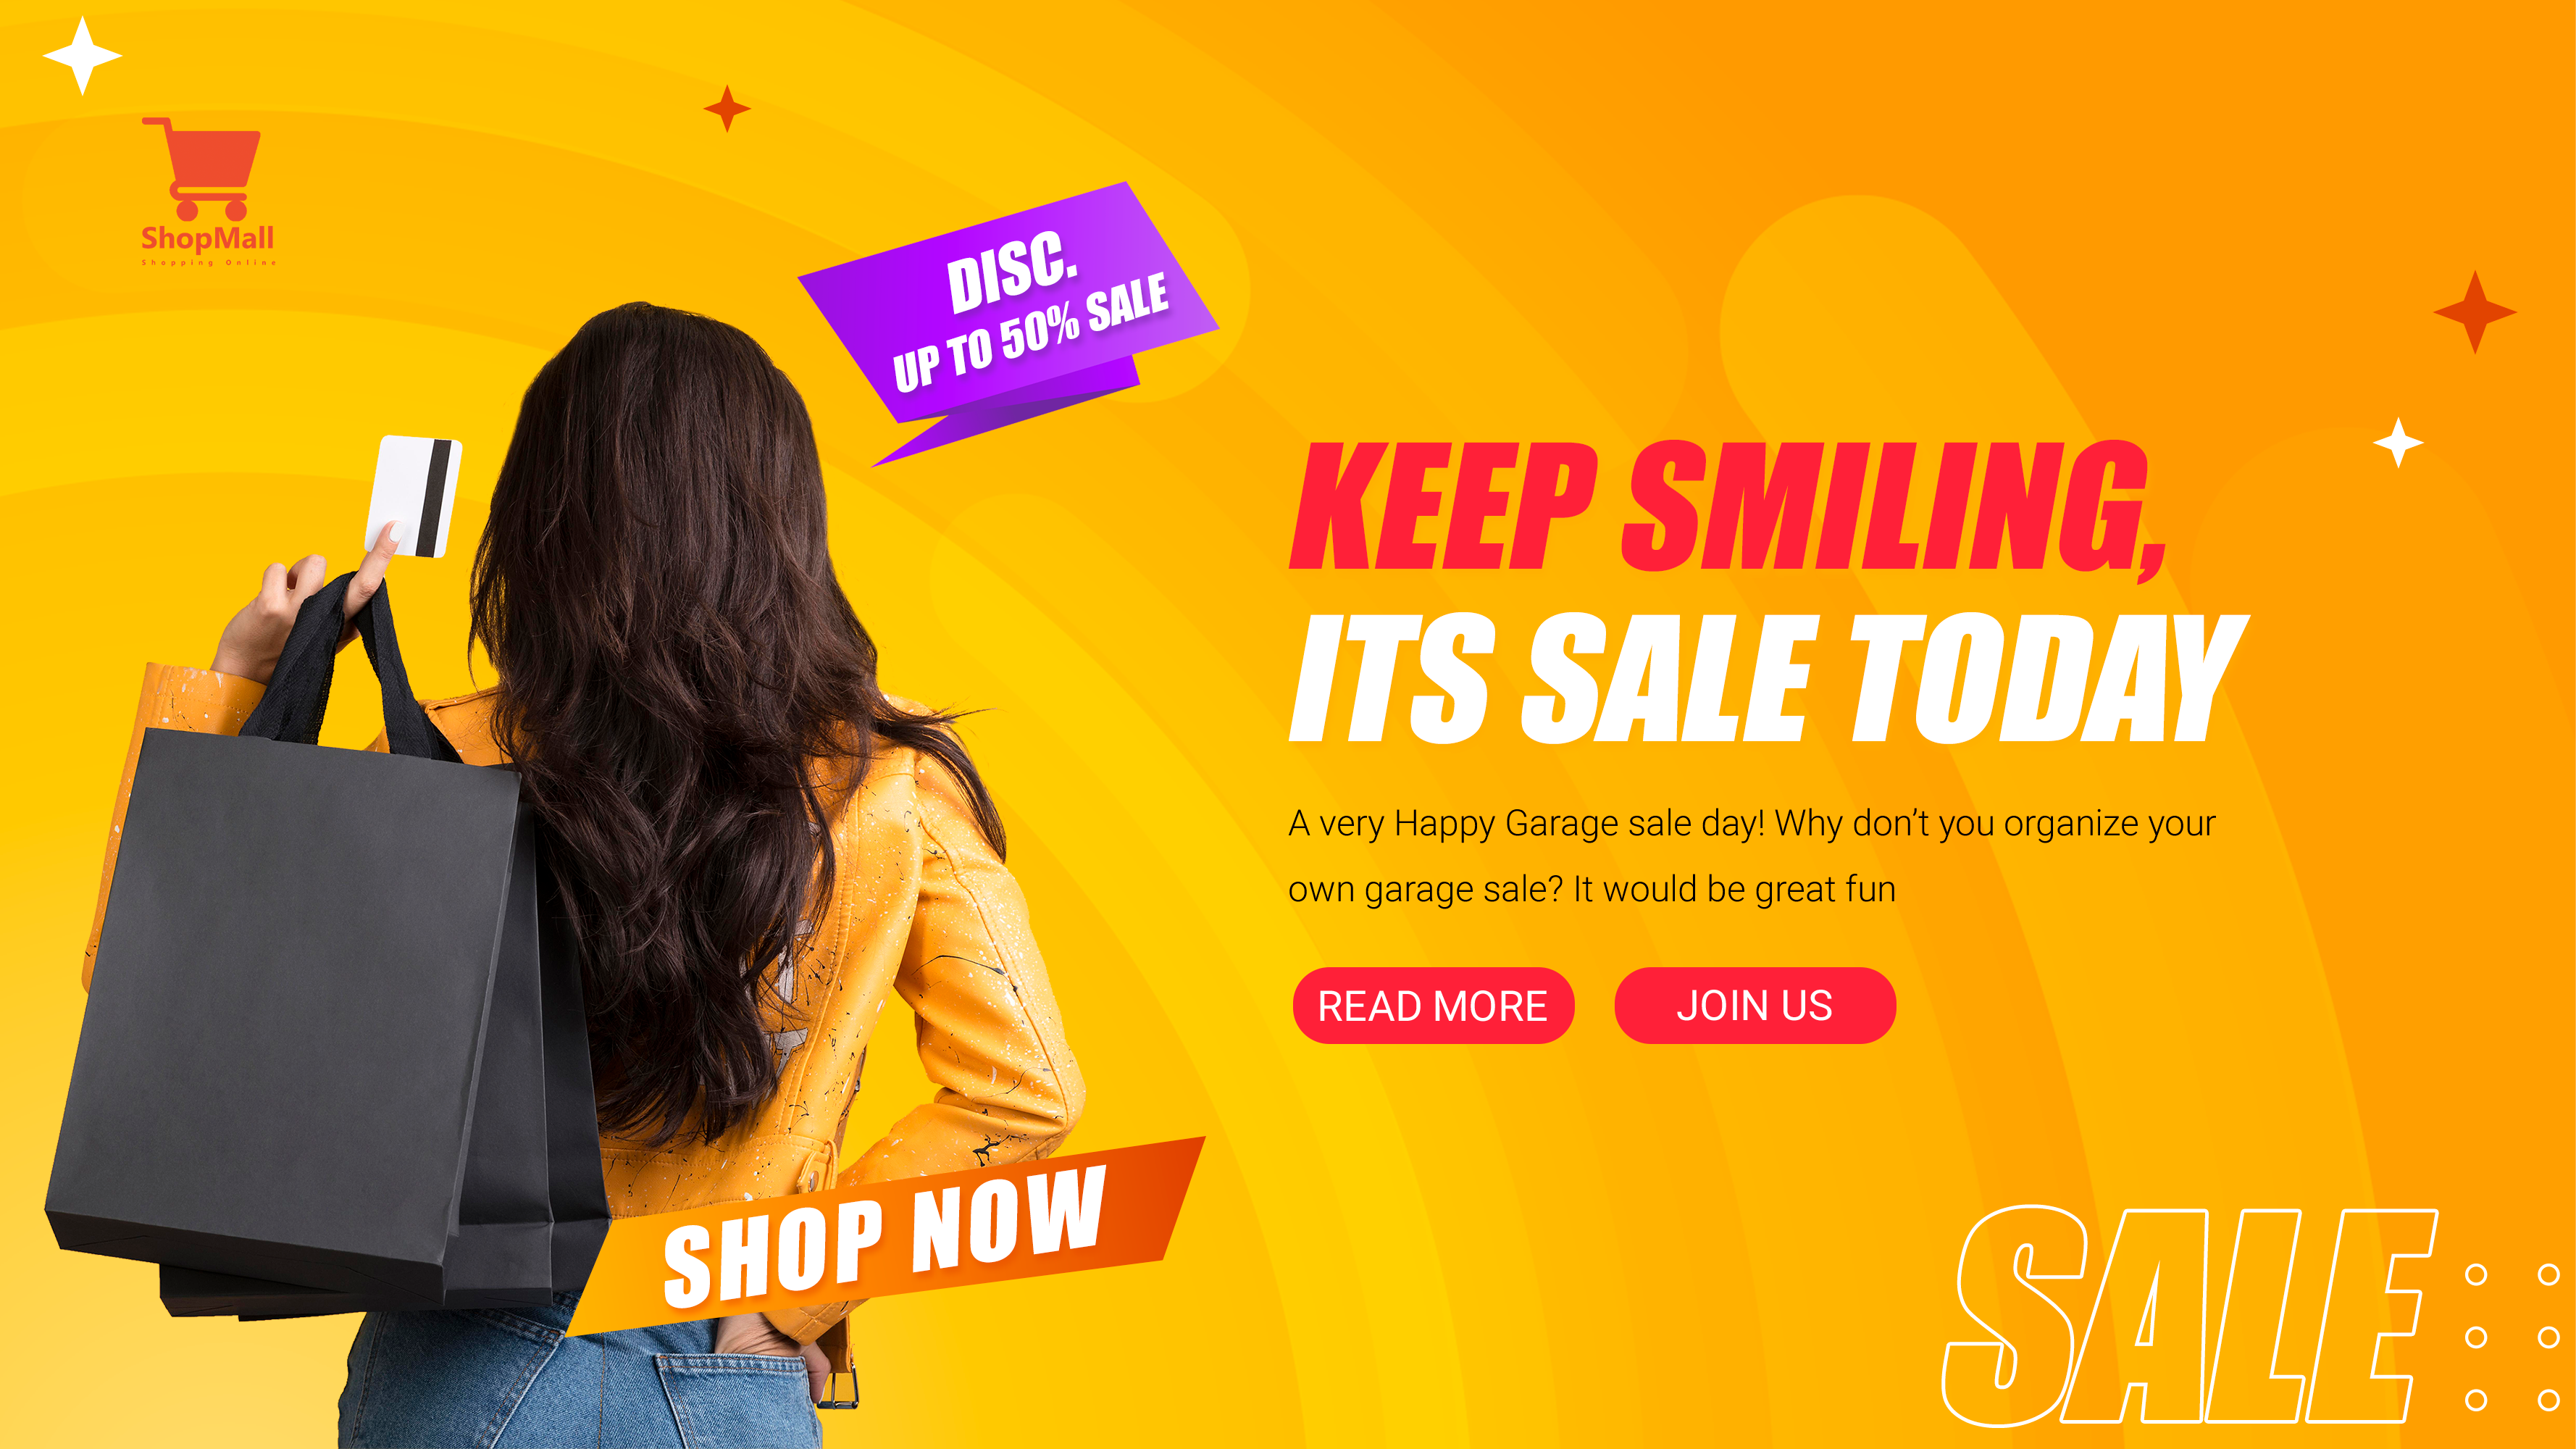 ShopMall
Shopping Online
DISC.
UP TO 50% SALE
KEEP SMILING,
ITS SALE TODAY
A very Happy Garage sale day! Why don’t you organize your
own garage sale? It would be great fun
READ MORE
JOIN US
SHOP NOW
SALE